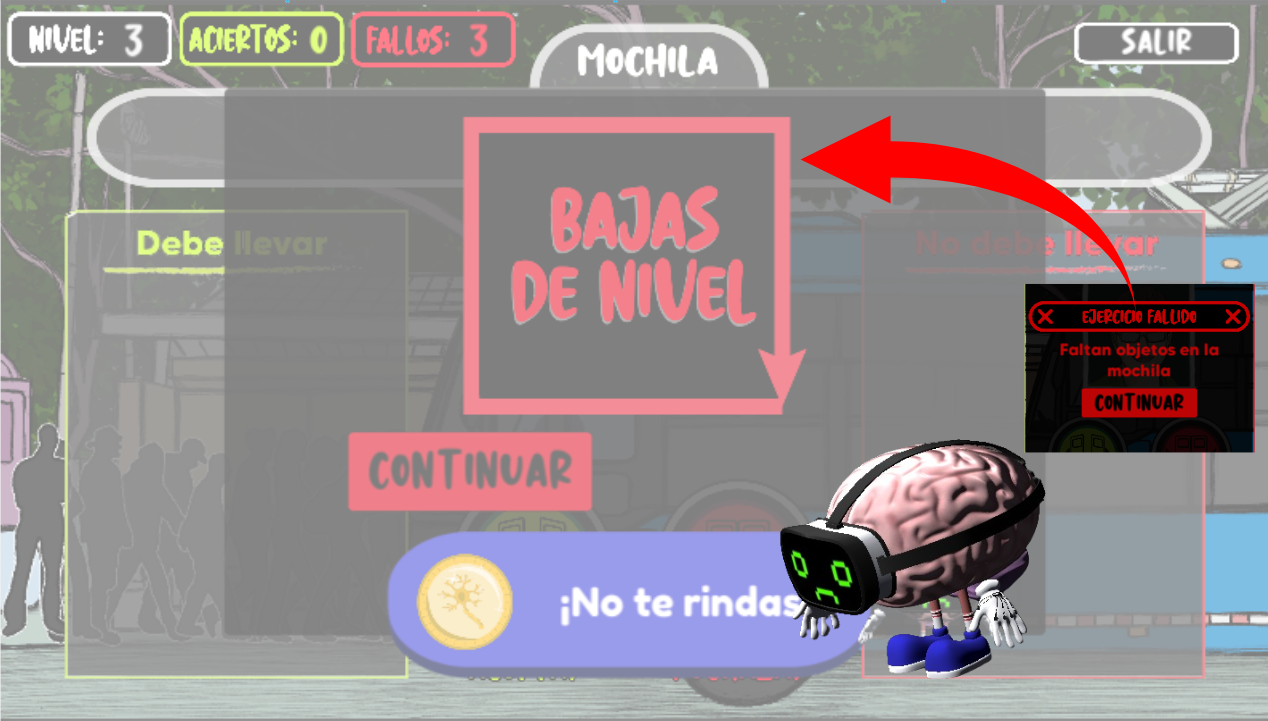 NIVEL: 3
ACIERTOS: 0
FALLOS: 3
MOCHILA
SALIR
BAJAS
DE NIVEL
Debe llevar
No debe llevar
EJERCICIO FALLIDO
Faltan objetos en la
mochila
CONTINUAR
CONTINUAR
¡No te rindas